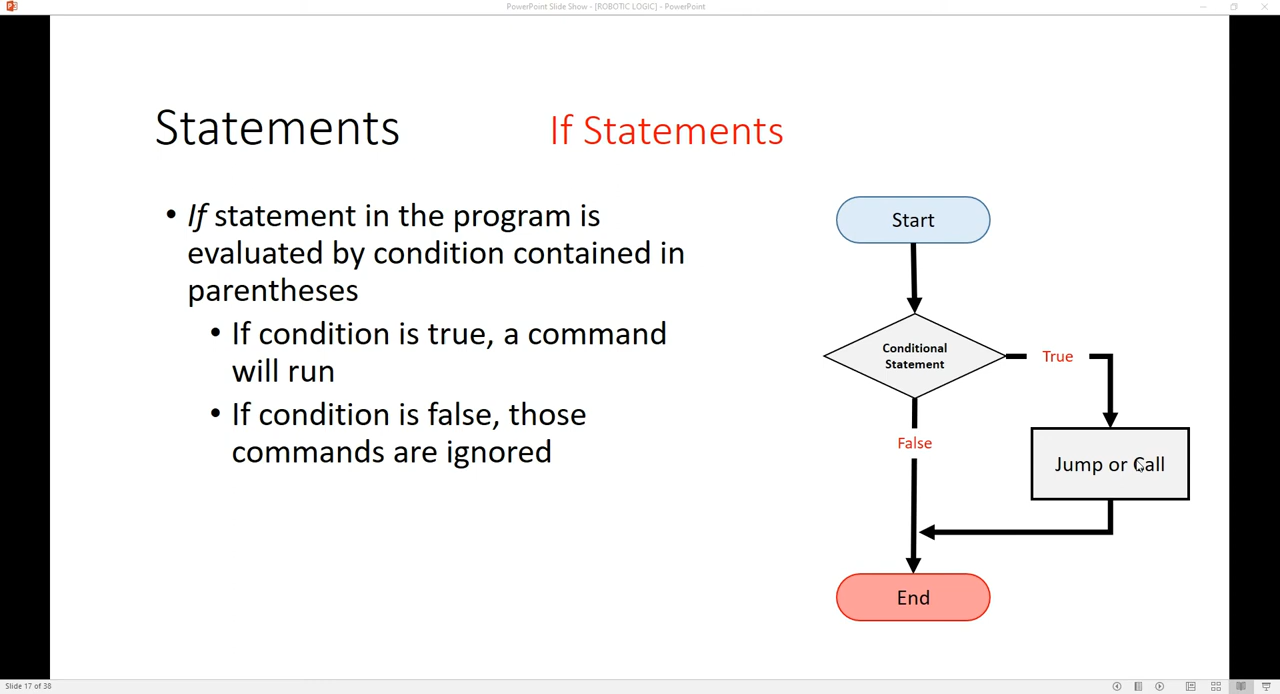 PowerPoint Slide Show - [ROBOTIC LOGIC] - PowerPoint
Statements
If Statements
• If statement in the program is
evaluated by condition contained in
parentheses
• If condition is true, a command
will run
• If condition is false, those
commands are ignored
Start
Conditional
Statement
True
False
Jump or Call
End
Slide 17 of 38